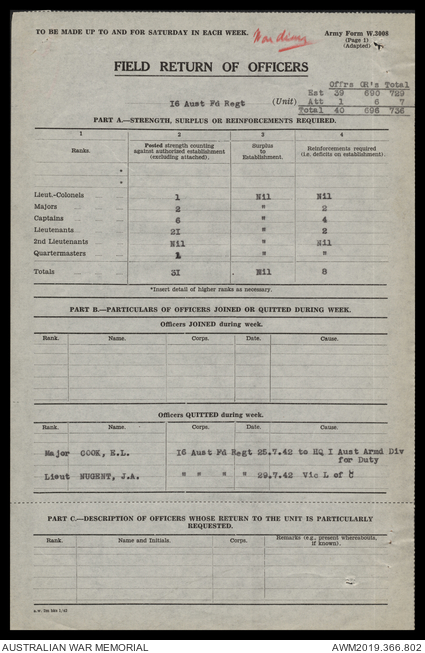 TO BE MADE UP TO AND FOR SATURDAY IN EACH WEEK.
Army Form W.3008
(Page 1)
(Adapted)
FIELD RETURN OF OFFICERS
Offrs OR's Total
Est 39 690 729
Att 1 6 7
Total 40 696 736
16 Aust Fd Regt (Unit)
PART A.—STRENGTH, SURPLUS OR REINFORCEMENTS REQUIRED.
1 2 3 4
Ranks. Posted strength counting against authorized establishment (excluding attached). Surplus to Establishment. Reinforcements required (i.e. deficits on establishment).
*
*
Lieut.-Colonels 1 Nil Nil
Majors 2 " 2
Captains 6 " 4
Lieutenants 21 " 2
2nd Lieutenants Nil " Nil
Quartermasters 1 " "
Totals 31 Nil 8
*Insert detail of higher ranks as necessary.
PART B.—PARTICULARS OF OFFICERS JOINED OR QUITTED DURING WEEK.
Officers JOINED during week.
Rank. Name. Corps. Date. Cause.
Officers QUITTED during week.
Rank. Name. Corps. Date. Cause.
Major COOK, E.L. 16 Aust Fd Regt 25.7.42 to HQ 1 Aust Armd Div
for Duty
Lieut NUGENT, J.A. " " " " 29.7.42 Vic L of C
PART C.—DESCRIPTION OF OFFICERS WHOSE RETURN TO THE UNIT IS PARTICULARLY
REQUESTED.
Rank. Name and Initials. Corps. Remarks (e.g., present whereabouts, if known).
AUSTRALIAN WAR MEMORIAL
AWM2019.366.802